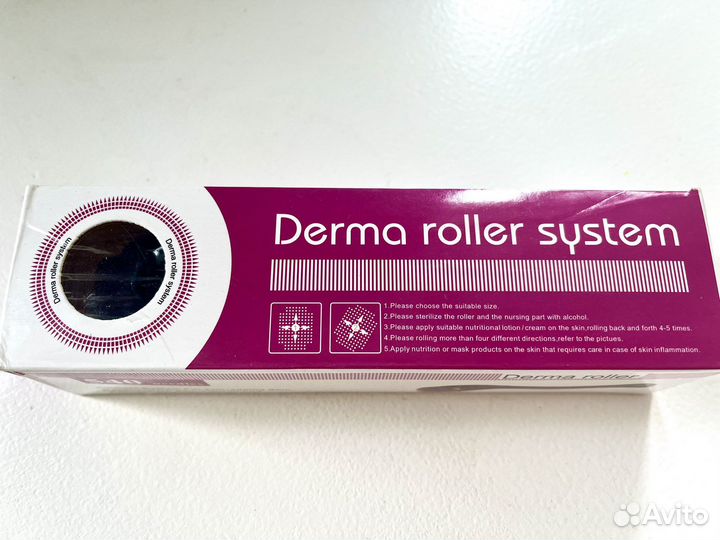 Derma roller system
Derma roller system
Derma roller system
1.Please choose the suitable size.
2.Please sterilize the roller and the nursing part with alcohol.
3.Please apply suitable nutritional lotion/cream on the skin,rolling back and forth 4-5 times.
4.Please rolling more than four different directions,refer to the pictues.
5.Apply nutrition or mask products on the skin that requires care in case of skin inflammation.
540
Derma roller
Avito